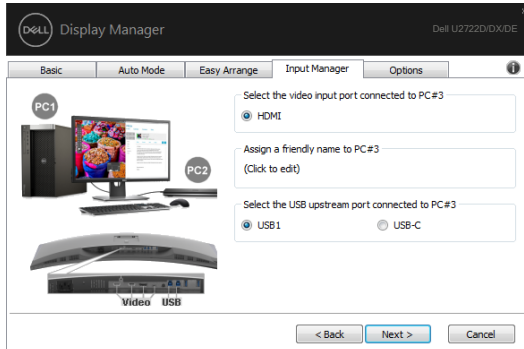 DELL Display Manager
Dell U2722D/DX/DE
Basic
Auto Mode
Easy Arrange
Input Manager
Options
PC1
PC2
Video USB
Select the video input port connected to PC#3
HDMI
Assign a friendly name to PC#3
(Click to edit)
Select the USB upstream port connected to PC#3
USB1
USB-C
< Back
Next >
Cancel